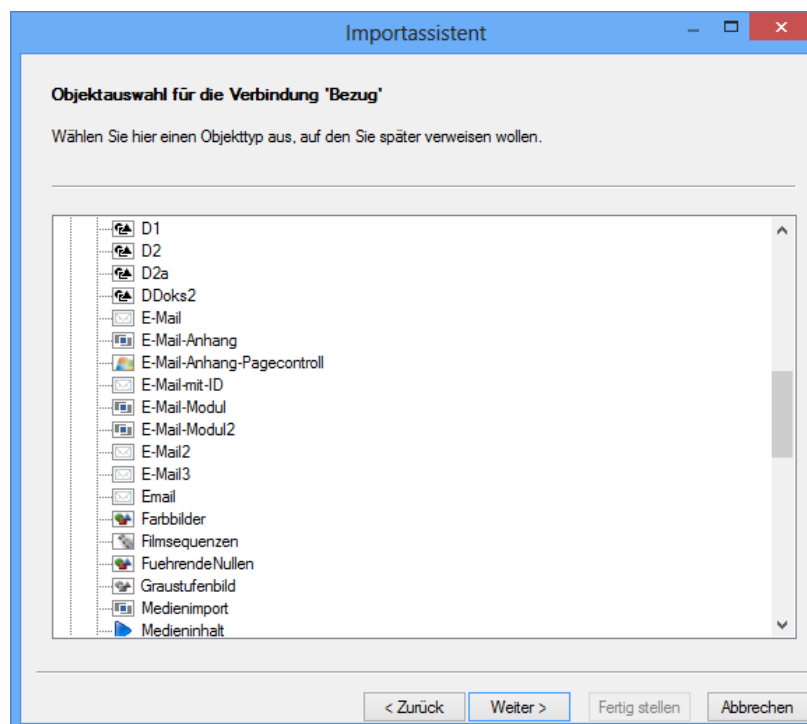 Importassistent
Objektauswahl für die Verbindung 'Bezug'
Wählen Sie hier einen Objekttyp aus, auf den Sie später verweisen wollen.
D1
D2
D2a
DDoks2
E-Mail
E-Mail-Anhang
E-Mail-Anhang-Pagecontroll
E-Mail-mit-ID
E-Mail-Modul
E-Mail-Modul2
E-Mail2
E-Mail3
Email
Farbbilder
Filmsequenzen
FuehrendeNullen
Graustufenbild
Medienimport
Medieninhalt
< Zurück Weiter > Fertig stellen Abbrechen